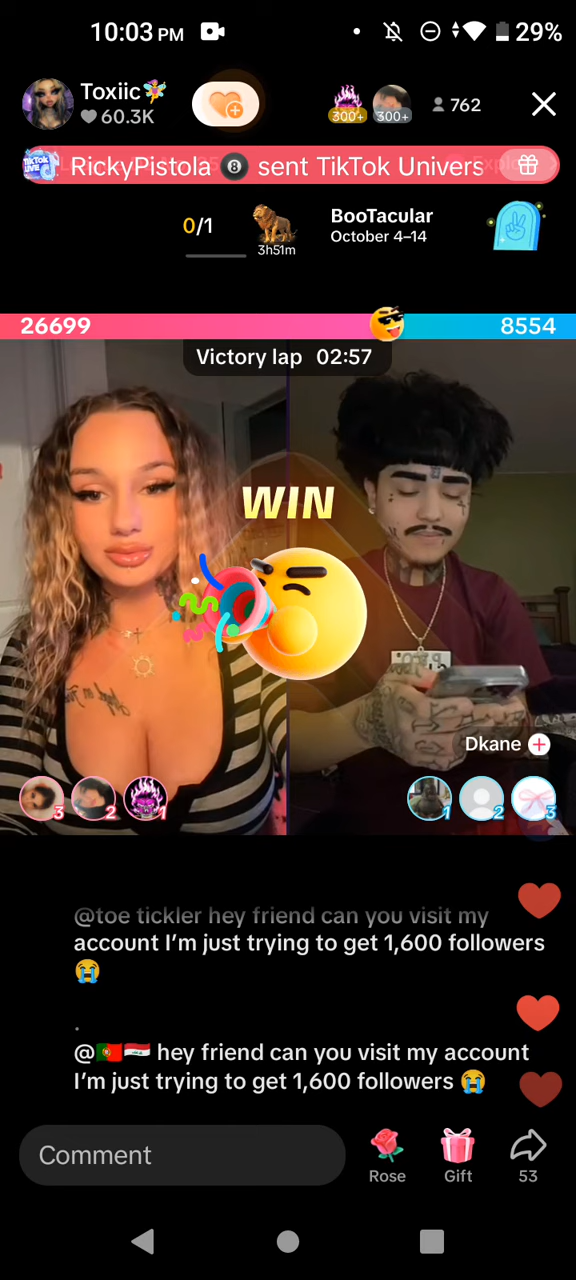 10:03 PM
29%
Toxiic
60.3K
300+
300+
762
RickyPistola 8 sent TikTok Univers
TikTok
LIVE
0/1
3h51m
BooTacular
October 4–14
26699
8554
Victory lap 02:57
WIN
Dkane
3
2
1
1
2
3
@toe tickler hey friend can you visit my
account I'm just trying to get 1,600 followers
😭
.
@🇵🇹🇮🇶 hey friend can you visit my account
I'm just trying to get 1,600 followers 😭
Comment
Rose
Gift
53